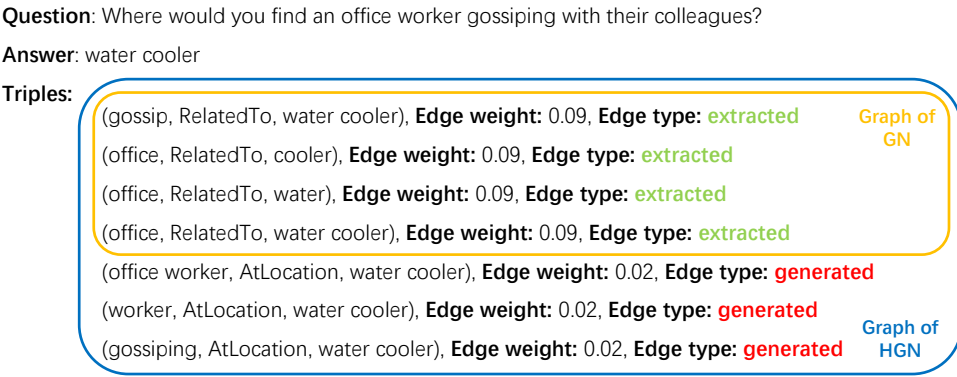 Question: Where would you find an office worker gossiping with their colleagues?
Answer: water cooler
Triples:
(gossip, RelatedTo, water cooler), Edge weight: 0.09, Edge type: extracted
Graph of GN
(office, RelatedTo, cooler), Edge weight: 0.09, Edge type: extracted
(office, RelatedTo, water), Edge weight: 0.09, Edge type: extracted
(office, RelatedTo, water cooler), Edge weight: 0.09, Edge type: extracted
(office worker, AtLocation, water cooler), Edge weight: 0.02, Edge type: generated
(worker, AtLocation, water cooler), Edge weight: 0.02, Edge type: generated
(gossiping, AtLocation, water cooler), Edge weight: 0.02, Edge type: generated
Graph of
HGN